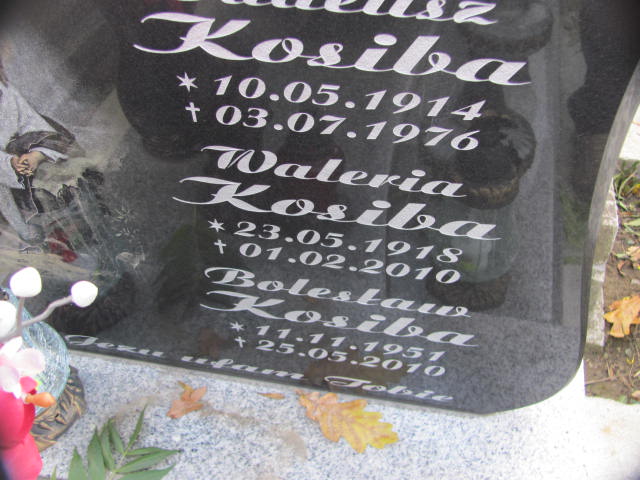 Tadeusz
Kosiba
* 10.05.1914
✝ 03.07.1976
Waleria
Kosiba
* 23.05.1918
✝ 01.02.2010
Bolesław
Kosiba
* 11.11.1951
✝ 25.05.2010
Jezu ufam Tobie